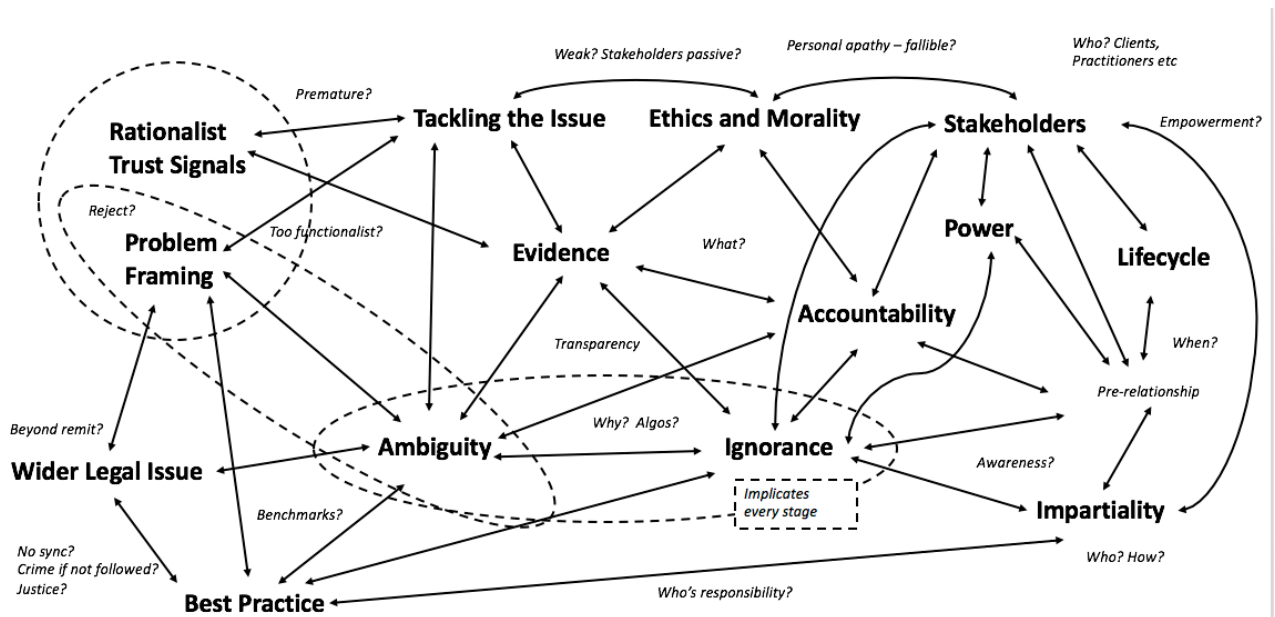 Weak? Stakeholders passive?
Personal apathy – fallible?
Who? Clients,
Practitioners etc
Premature?
Tackling the Issue
Ethics and Morality
Stakeholders
Empowerment?
Rationalist
Trust Signals
Reject?
Too functionalist?
Problem
Framing
Evidence
What?
Power
Lifecycle
Accountability
Transparency
When?
Pre-relationship
Beyond remit?
Why?  Algos?
Ambiguity
Ignorance
Wider Legal Issue
Awareness?
Implicates
every stage
Benchmarks?
Impartiality
No sync?
Crime if not followed?
Justice?
Who? How?
Who's responsibility?
Best Practice